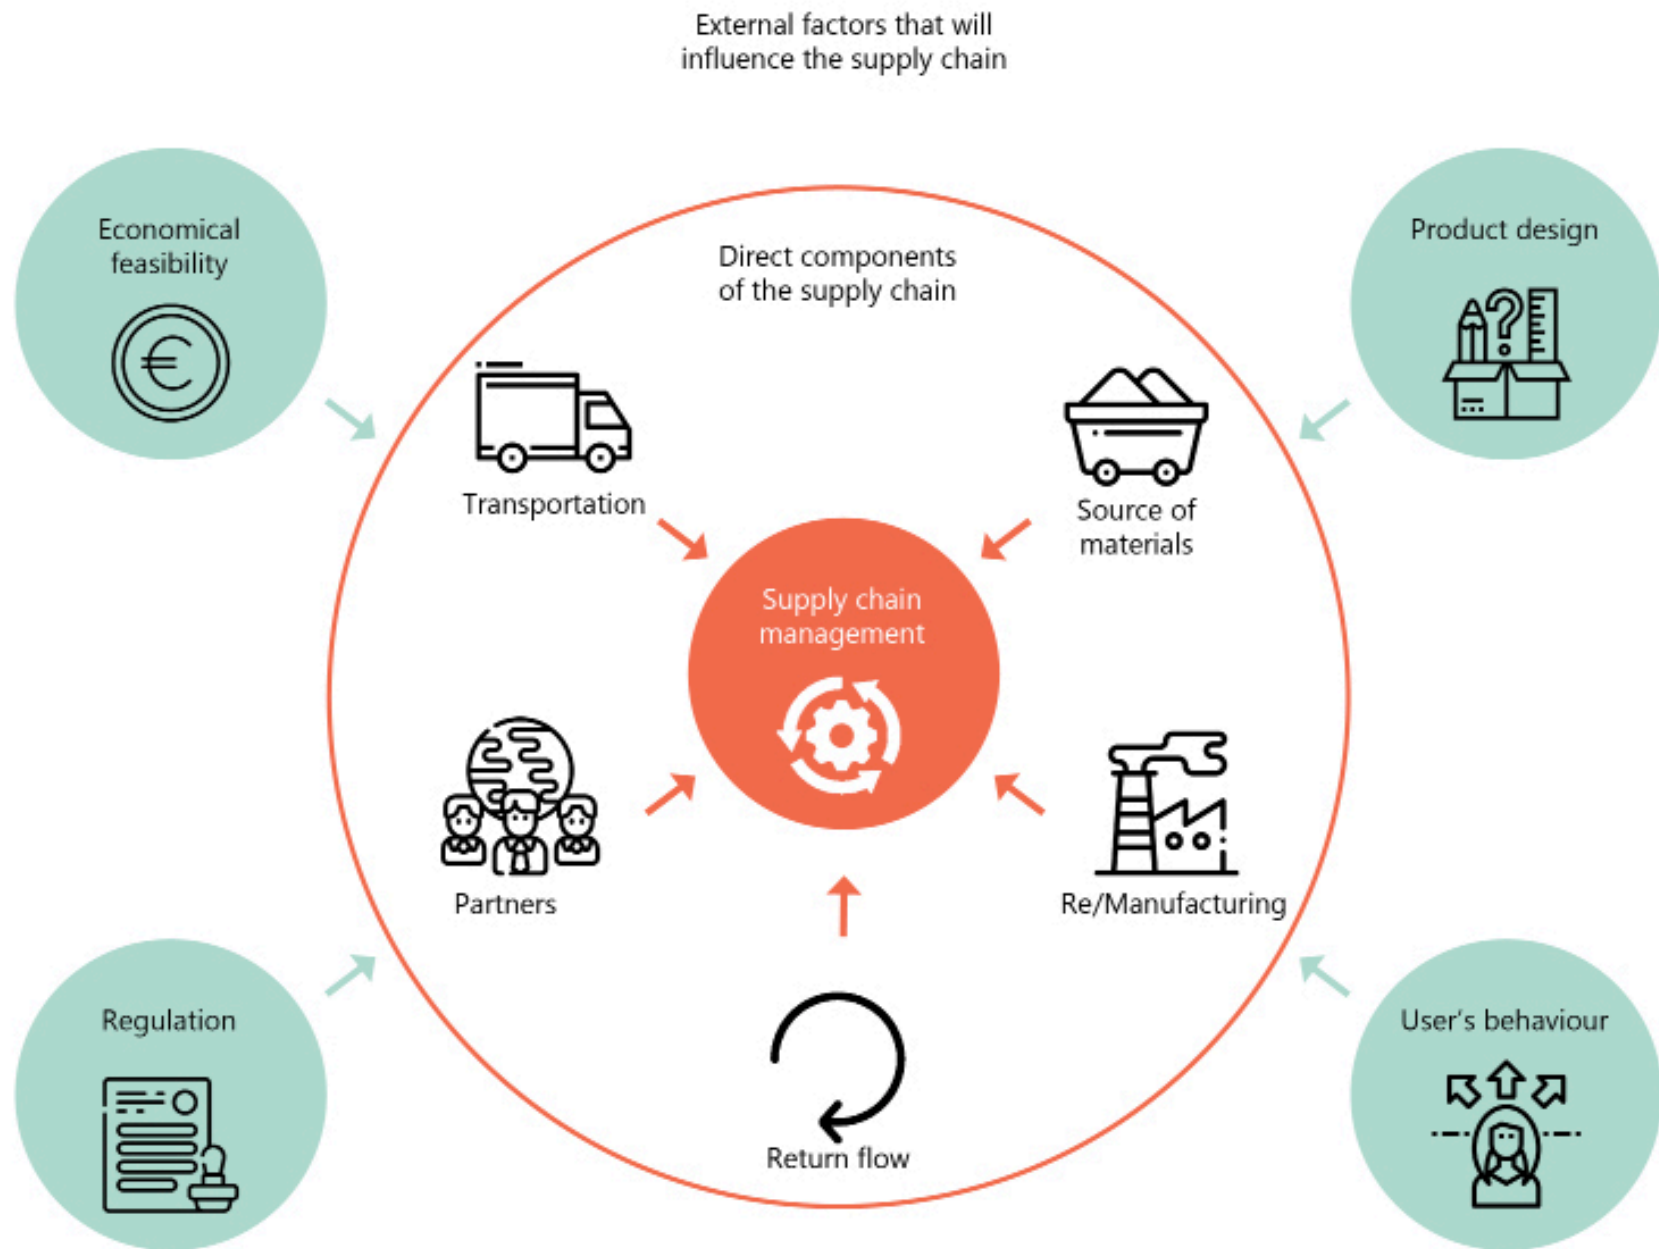 External factors that will
influence the supply chain
Economical
feasibility
Product design
Direct components
of the supply chain
Transportation
Source of
materials
Supply chain
management
Partners
Re/Manufacturing
Regulation
User's behaviour
Return flow